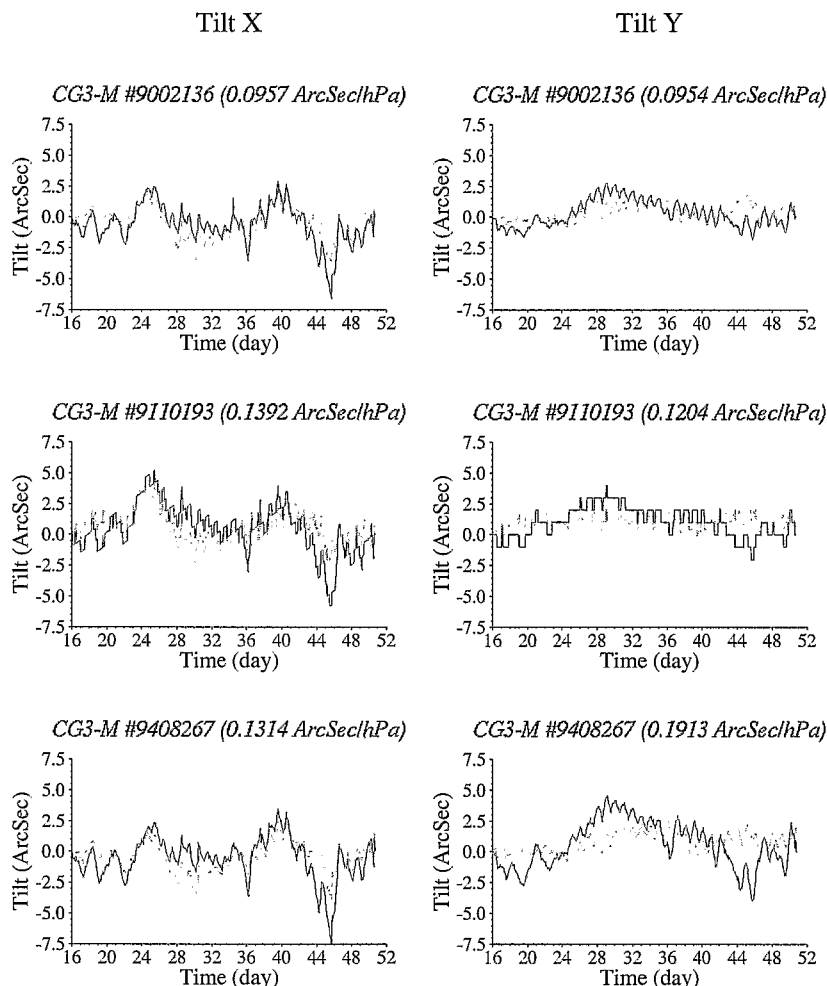 Tilt X
Tilt Y
CG3-M #9002136 (0.0957 ArcSec/hPa)
CG3-M #9002136 (0.0954 ArcSec/hPa)
7.5
5.0
2.5
0.0
-2.5
-5.0
-7.5
Tilt (ArcSec)
16 20 24 28 32 36 40 44 48 52
Time (day)
7.5
5.0
2.5
0.0
-2.5
-5.0
-7.5
Tilt (ArcSec)
16 20 24 28 32 36 40 44 48 52
Time (day)
CG3-M #9110193 (0.1392 ArcSec/hPa)
CG3-M #9110193 (0.1204 ArcSec/hPa)
7.5
5.0
2.5
0.0
-2.5
-5.0
-7.5
Tilt (ArcSec)
16 20 24 28 32 36 40 44 48 52
Time (day)
7.5
5.0
2.5
0.0
-2.5
-5.0
-7.5
Tilt (ArcSec)
16 20 24 28 32 36 40 44 48 52
Time (day)
CG3-M #9408267 (0.1314 ArcSec/hPa)
CG3-M #9408267 (0.1913 ArcSec/hPa)
7.5
5.0
2.5
0.0
-2.5
-5.0
-7.5
Tilt (ArcSec)
16 20 24 28 32 36 40 44 48 52
Time (day)
7.5
5.0
2.5
0.0
-2.5
-5.0
-7.5
Tilt (ArcSec)
16 20 24 28 32 36 40 44 48 52
Time (day)